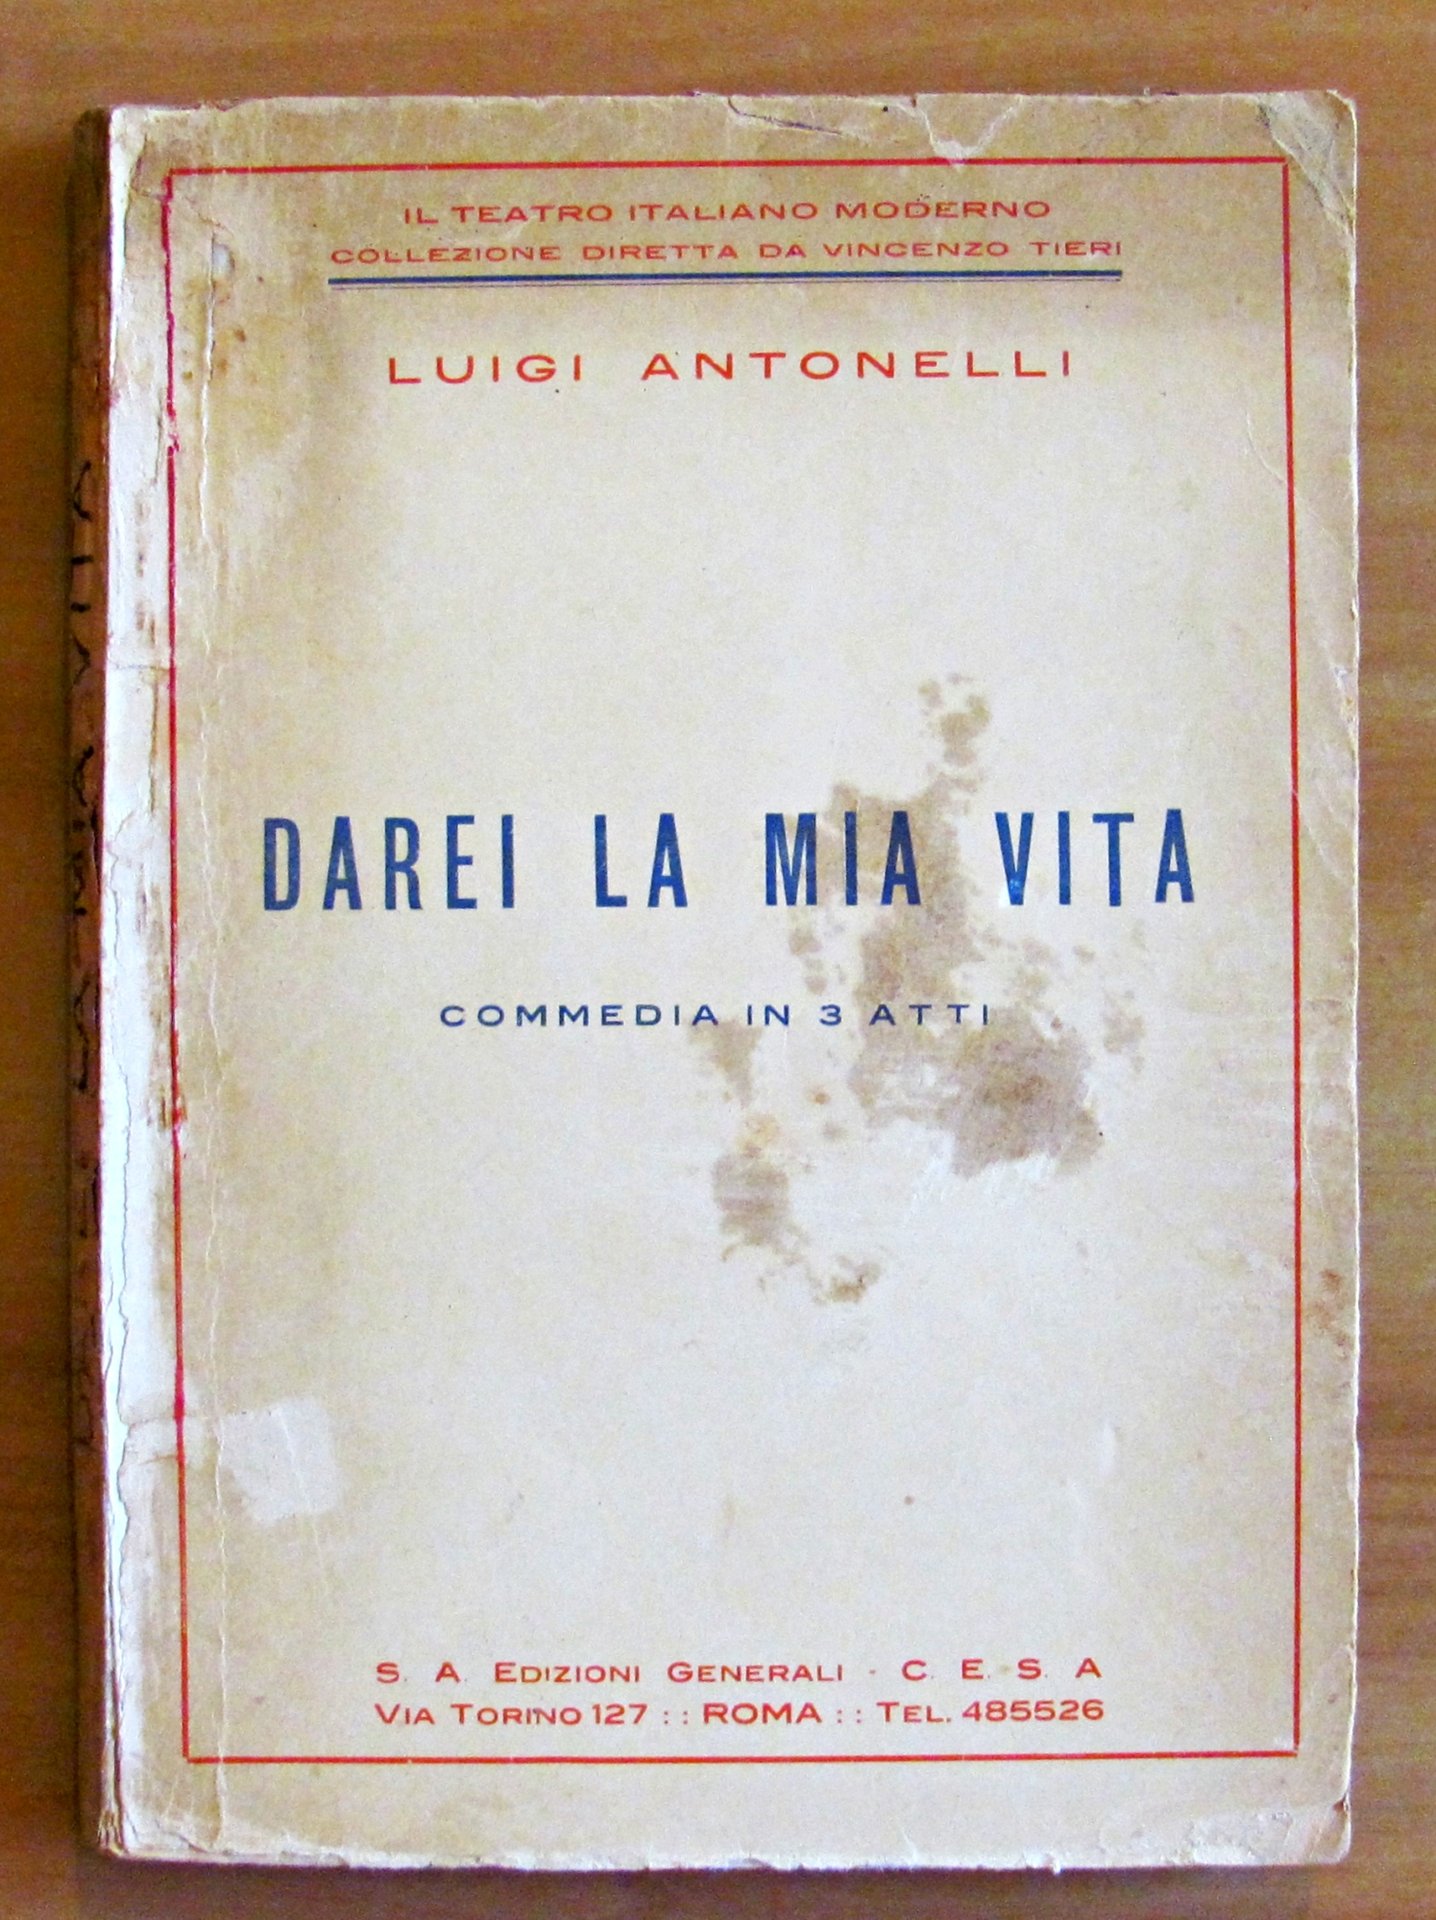 IL TEATRO ITALIANO MODERNO
COLLEZIONE DIRETTA DA VINCENZO TIERI
LUIGI ANTONELLI
DAREI LA MIA VITA
COMMEDIA IN 3 ATTI
S. A. EDIZIONI GENERALI - C. E. S. A
VIA TORINO 127 :: ROMA :: TEL. 485526